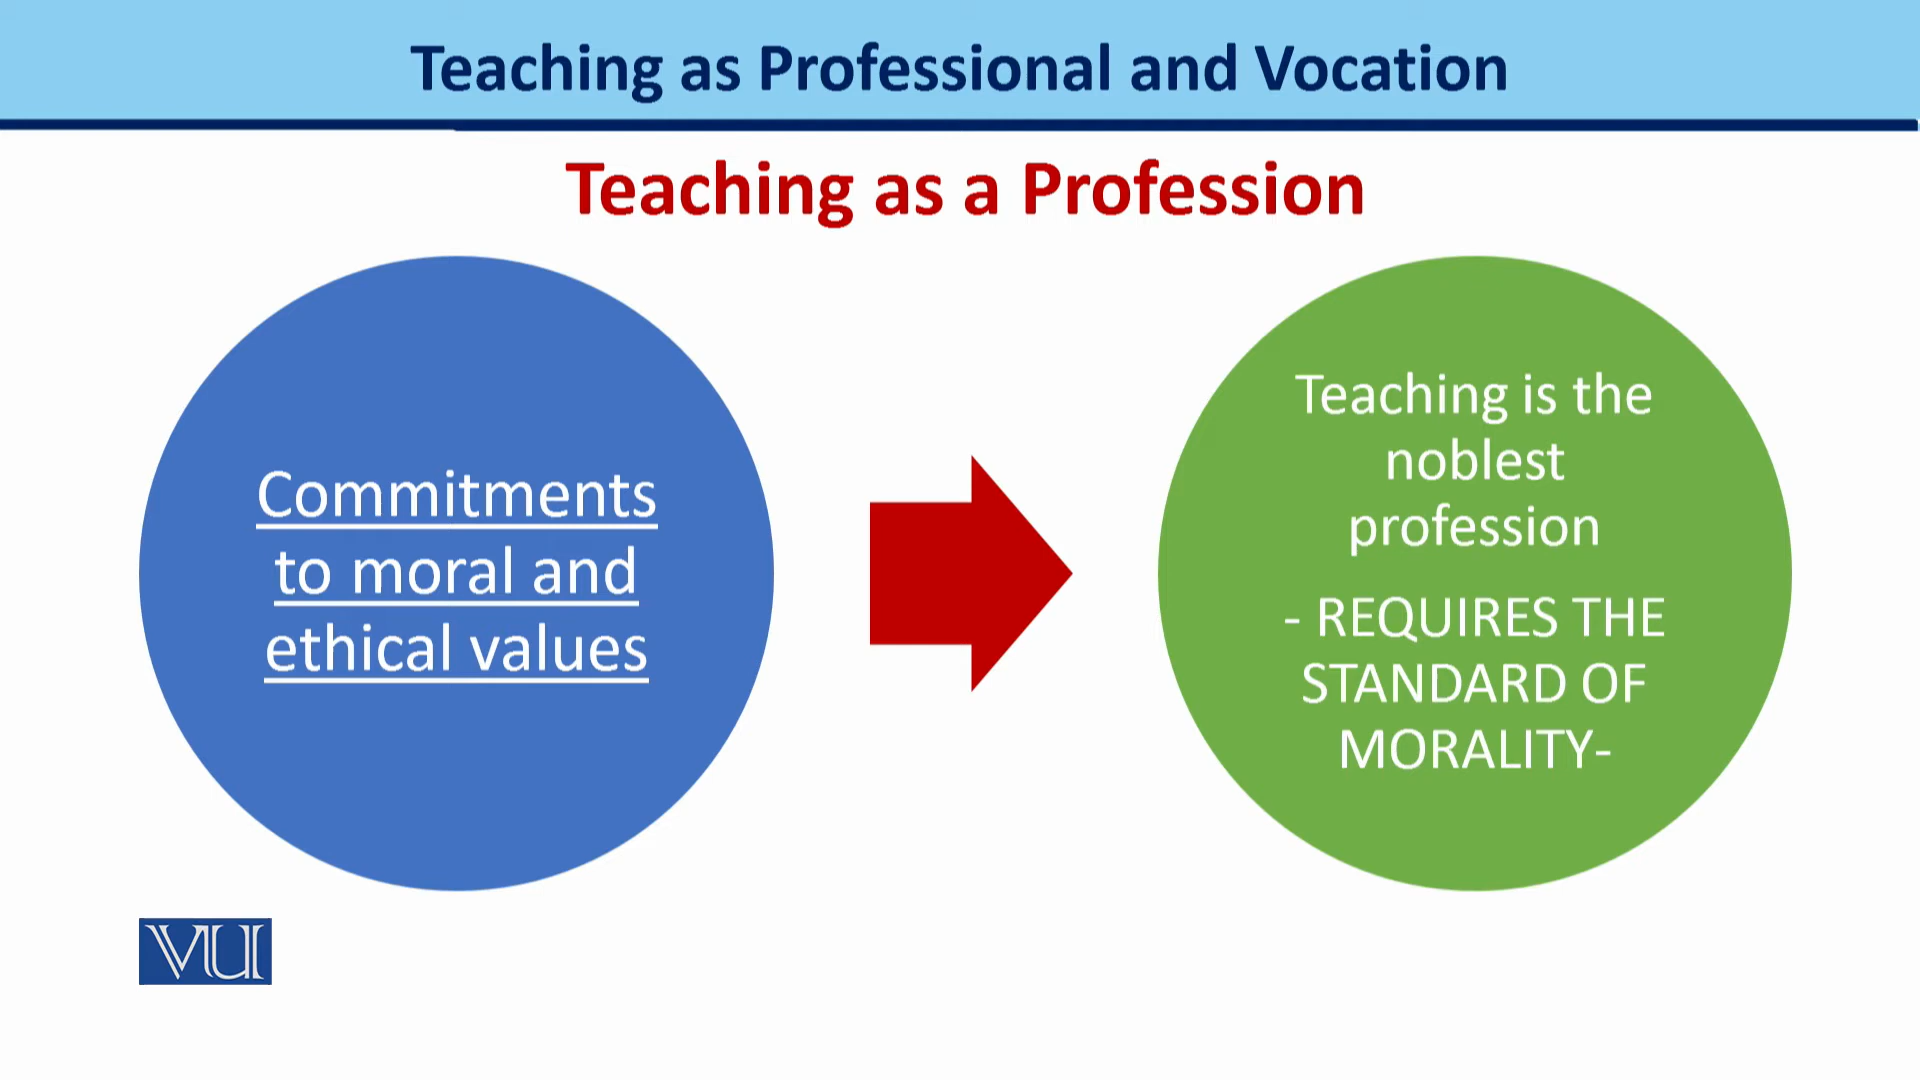 Teaching as Professional and Vocation
Teaching as a Profession
Commitments
to moral and
ethical values
Teaching is the
noblest
profession
- REQUIRES THE
STANDARD OF
MORALITY-
VU